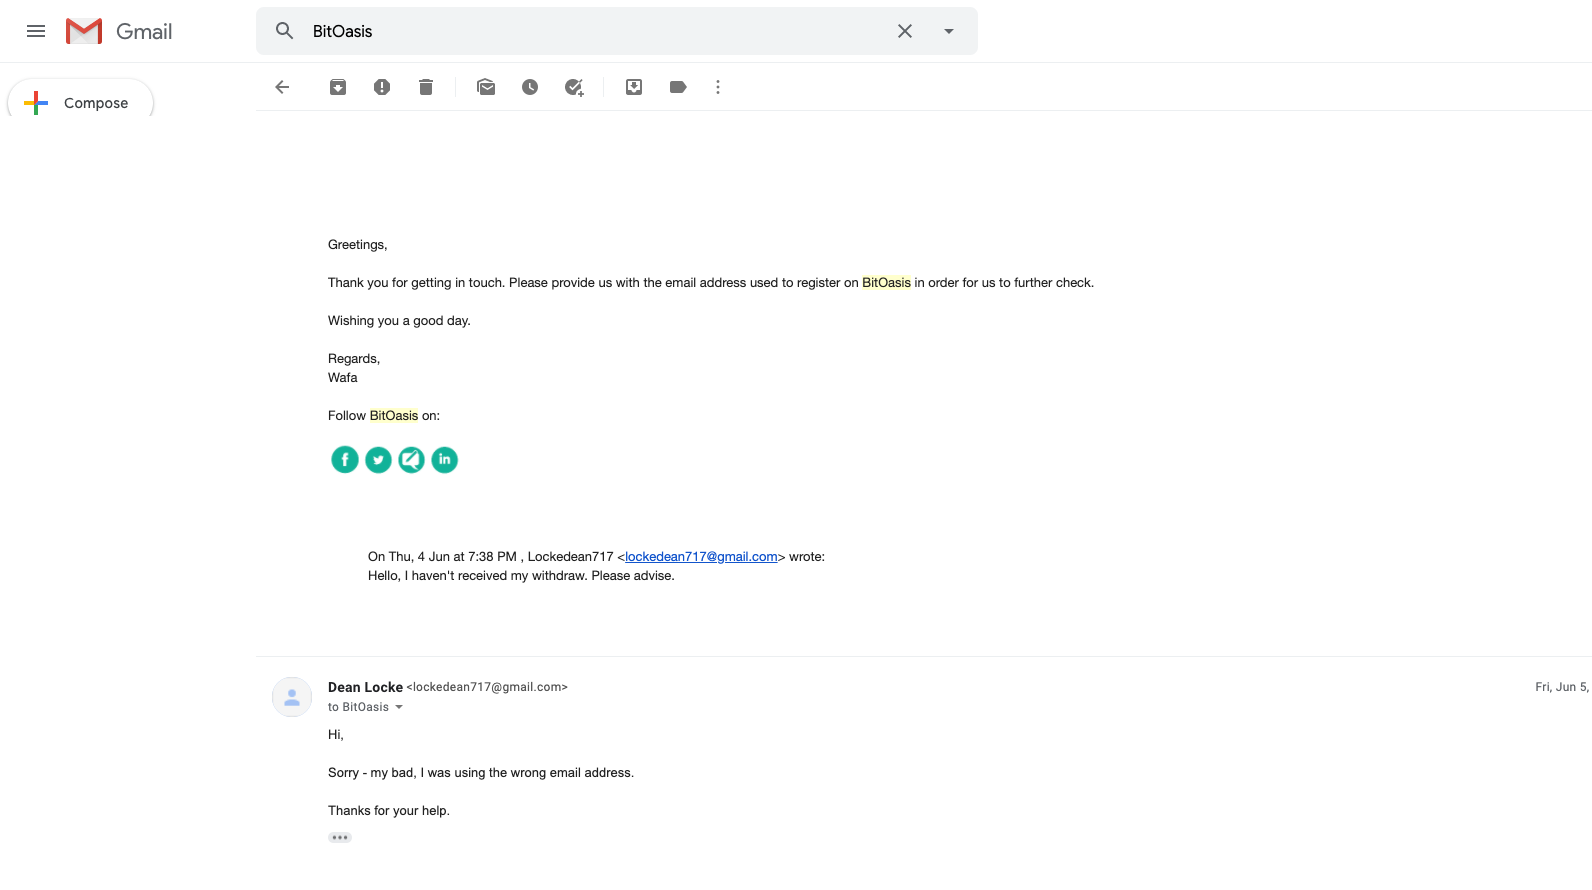 Gmail
BitOasis
Compose
Greetings,
Thank you for getting in touch. Please provide us with the email address used to register on BitOasis in order for us to further check.
Wishing you a good day.
Regards,
Wafa
Follow BitOasis on:
On Thu, 4 Jun at 7:38 PM , Lockedean717 <lockedean717@gmail.com> wrote:
Hello, I haven't received my withdraw. Please advise.
Dean Locke <lockedean717@gmail.com>
Fri, Jun 5,
to BitOasis
Hi,
Sorry - my bad, I was using the wrong email address.
Thanks for your help.